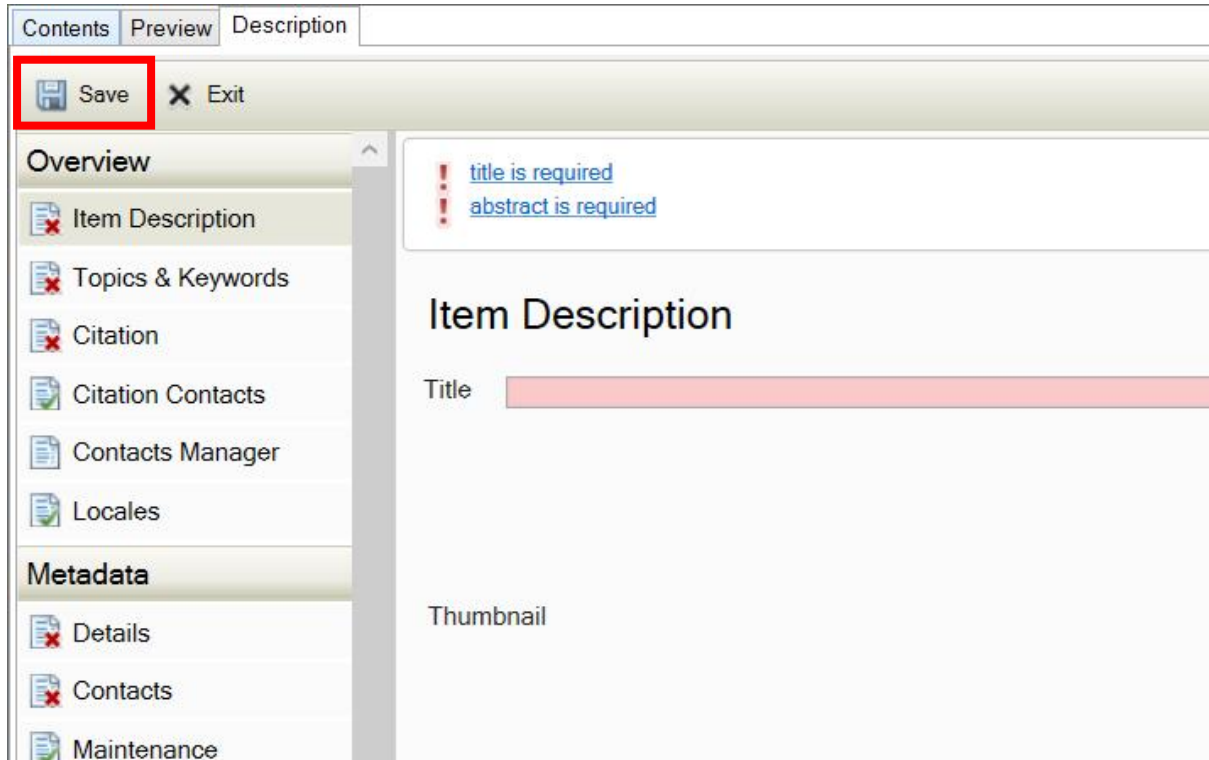 Contents Preview Description
Save Exit
Overview
Item Description
Topics & Keywords
Citation
Citation Contacts
Contacts Manager
Locales
Metadata
Details
Contacts
Maintenance
! title is required
! abstract is required
Item Description
Title
Thumbnail